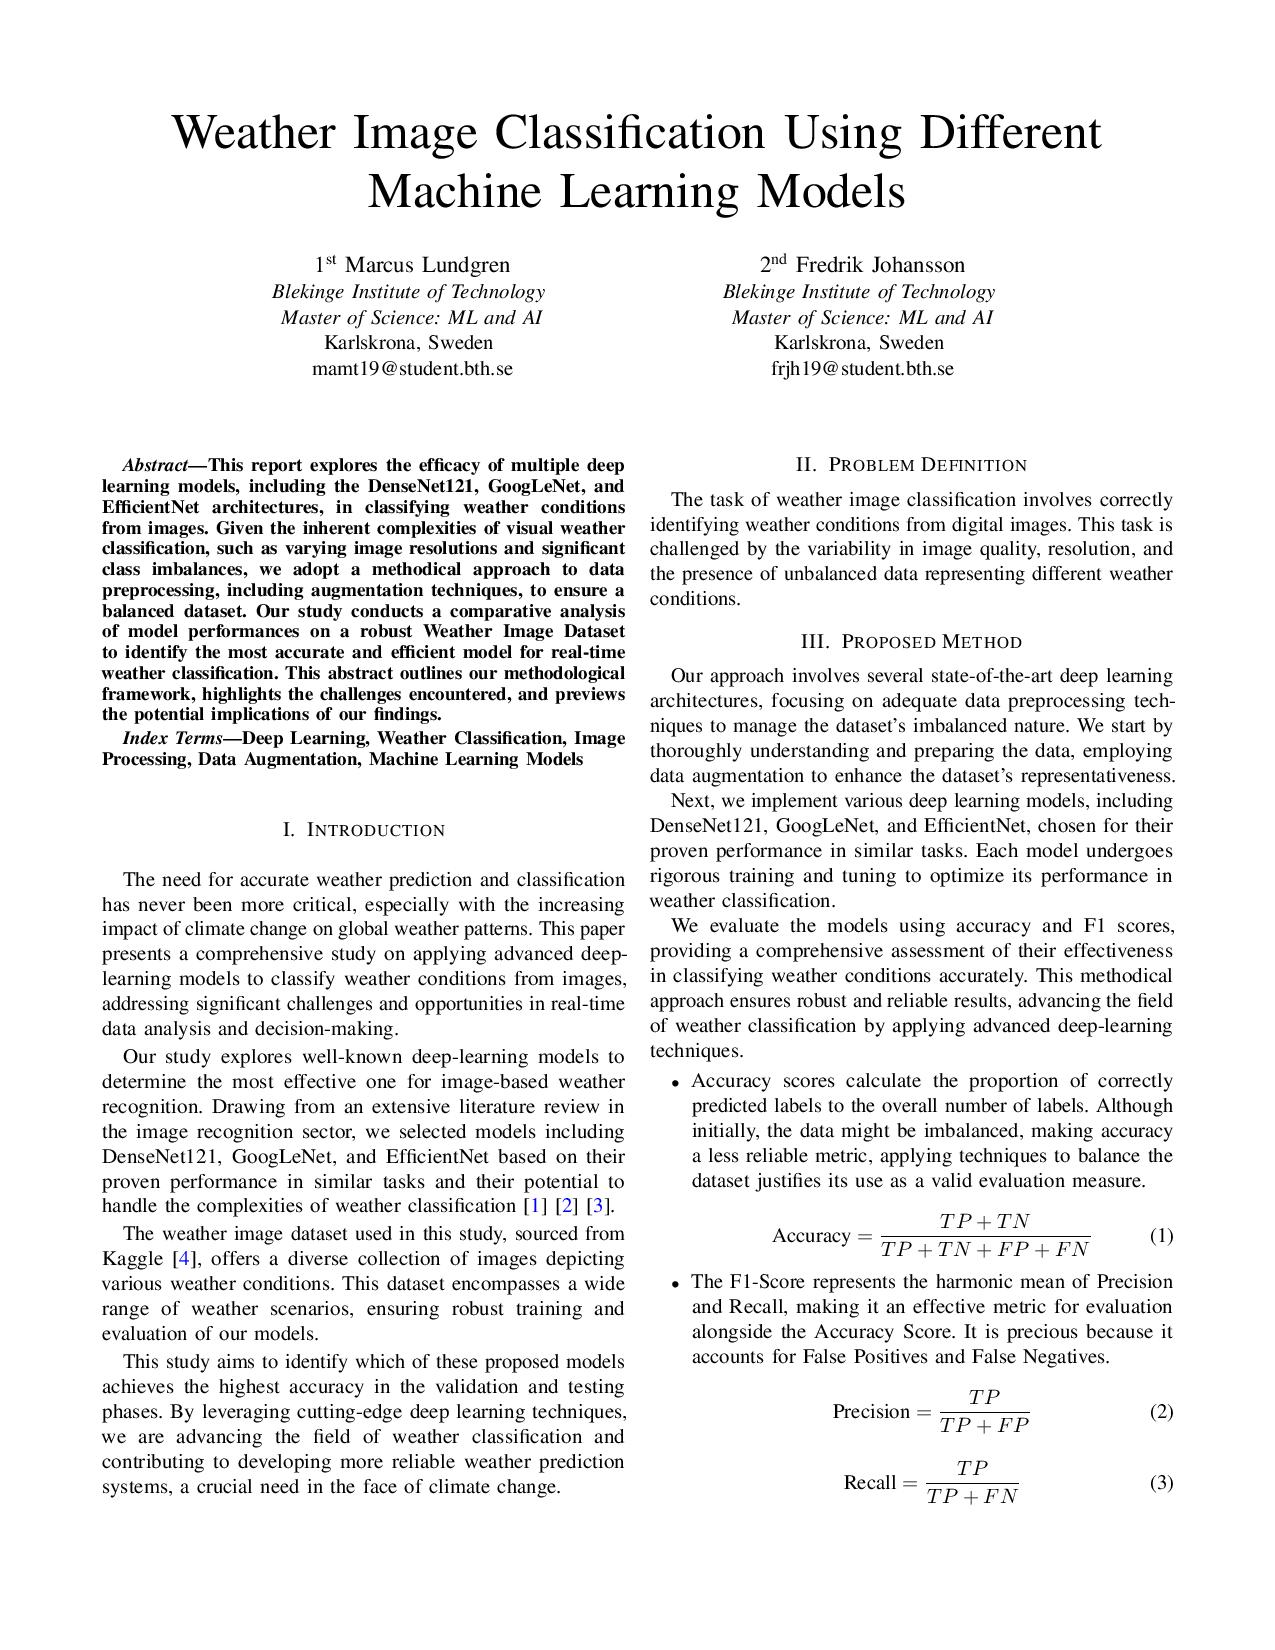 Weather Image Classification Using Different
Machine Learning Models
1st Marcus Lundgren
Blekinge Institute of Technology
Master of Science: ML and AI
Karlskrona, Sweden
mamt19@student.bth.se
2nd Fredrik Johansson
Blekinge Institute of Technology
Master of Science: ML and AI
Karlskrona, Sweden
frjh19@student.bth.se
Abstract—This report explores the efficacy of multiple deep
learning models, including the DenseNet121, GoogLeNet, and
EfficientNet architectures, in classifying weather conditions
from images. Given the inherent complexities of visual weather
classification, such as varying image resolutions and significant
class imbalances, we adopt a methodical approach to data
preprocessing, including augmentation techniques, to ensure a
balanced dataset. Our study conducts a comparative analysis
of model performances on a robust Weather Image Dataset
to identify the most accurate and efficient model for real-time
weather classification. This abstract outlines our methodological
framework, highlights the challenges encountered, and previews
the potential implications of our findings.
Index Terms—Deep Learning, Weather Classification, Image
Processing, Data Augmentation, Machine Learning Models
I. INTRODUCTION
The need for accurate weather prediction and classification
has never been more critical, especially with the increasing
impact of climate change on global weather patterns. This paper
presents a comprehensive study on applying advanced deep-
learning models to classify weather conditions from images,
addressing significant challenges and opportunities in real-time
data analysis and decision-making.
Our study explores well-known deep-learning models to
determine the most effective one for image-based weather
recognition. Drawing from an extensive literature review in
the image recognition sector, we selected models including
DenseNet121, GoogLeNet, and EfficientNet based on their
proven performance in similar tasks and their potential to
handle the complexities of weather classification [1] [2] [3].
The weather image dataset used in this study, sourced from
Kaggle [4], offers a diverse collection of images depicting
various weather conditions. This dataset encompasses a wide
range of weather scenarios, ensuring robust training and
evaluation of our models.
This study aims to identify which of these proposed models
achieves the highest accuracy in the validation and testing
phases. By leveraging cutting-edge deep learning techniques,
we are advancing the field of weather classification and
contributing to developing more reliable weather prediction
systems, a crucial need in the face of climate change.
II. PROBLEM DEFINITION
The task of weather image classification involves correctly
identifying weather conditions from digital images. This task is
challenged by the variability in image quality, resolution, and
the presence of unbalanced data representing different weather
conditions.
III. PROPOSED METHOD
Our approach involves several state-of-the-art deep learning
architectures, focusing on adequate data preprocessing tech-
niques to manage the dataset's imbalanced nature. We start by
thoroughly understanding and preparing the data, employing
data augmentation to enhance the dataset's representativeness.
Next, we implement various deep learning models, including
DenseNet121, GoogLeNet, and EfficientNet, chosen for their
proven performance in similar tasks. Each model undergoes
rigorous training and tuning to optimize its performance in
weather classification.
We evaluate the models using accuracy and F1 scores,
providing a comprehensive assessment of their effectiveness
in classifying weather conditions accurately. This methodical
approach ensures robust and reliable results, advancing the field
of weather classification by applying advanced deep-learning
techniques.
• Accuracy scores calculate the proportion of correctly
predicted labels to the overall number of labels. Although
initially, the data might be imbalanced, making accuracy
a less reliable metric, applying techniques to balance the
dataset justifies its use as a valid evaluation measure.
Accuracy = (TP + TN) / (TP + TN + FP + FN) (1)
• The F1-Score represents the harmonic mean of Precision
and Recall, making it an effective metric for evaluation
alongside the Accuracy Score. It is precious because it
accounts for False Positives and False Negatives.
Precision = TP / (TP + FP) (2)
Recall = TP / (TP + FN) (3)